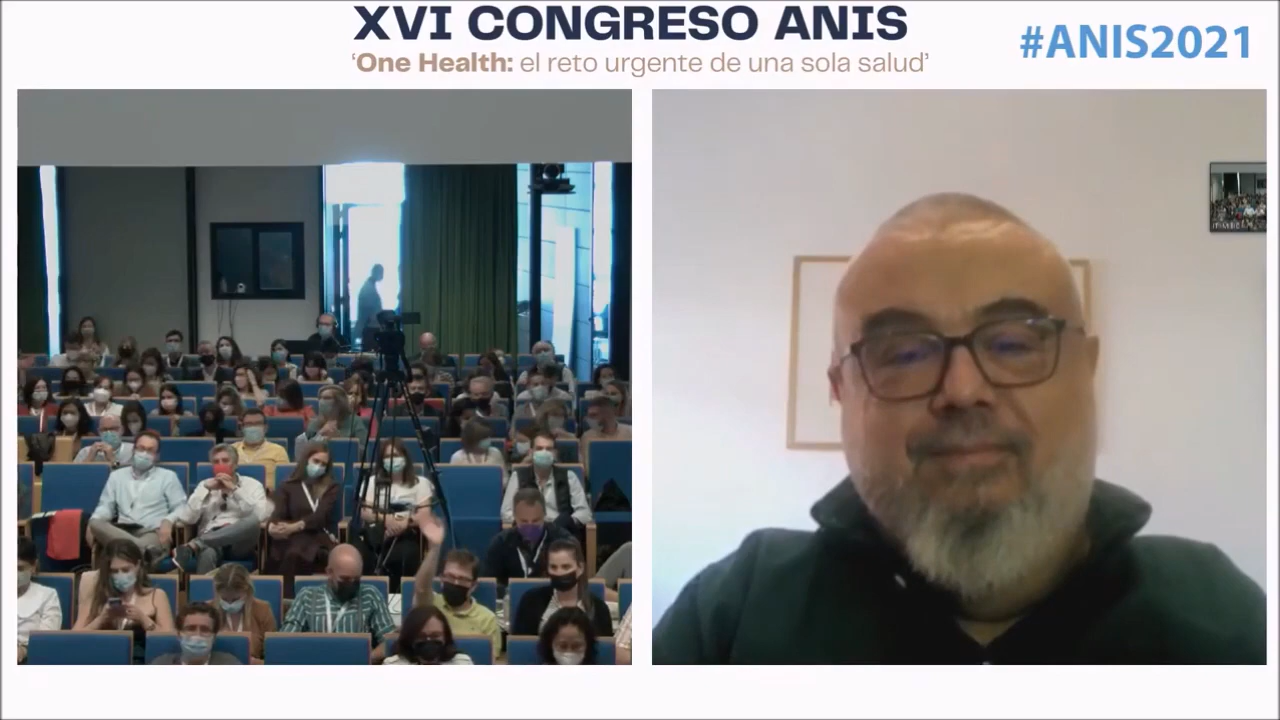 XVI CONGRESO ANIS
‘One Health: el reto urgente de una sola salud’
#ANIS2021